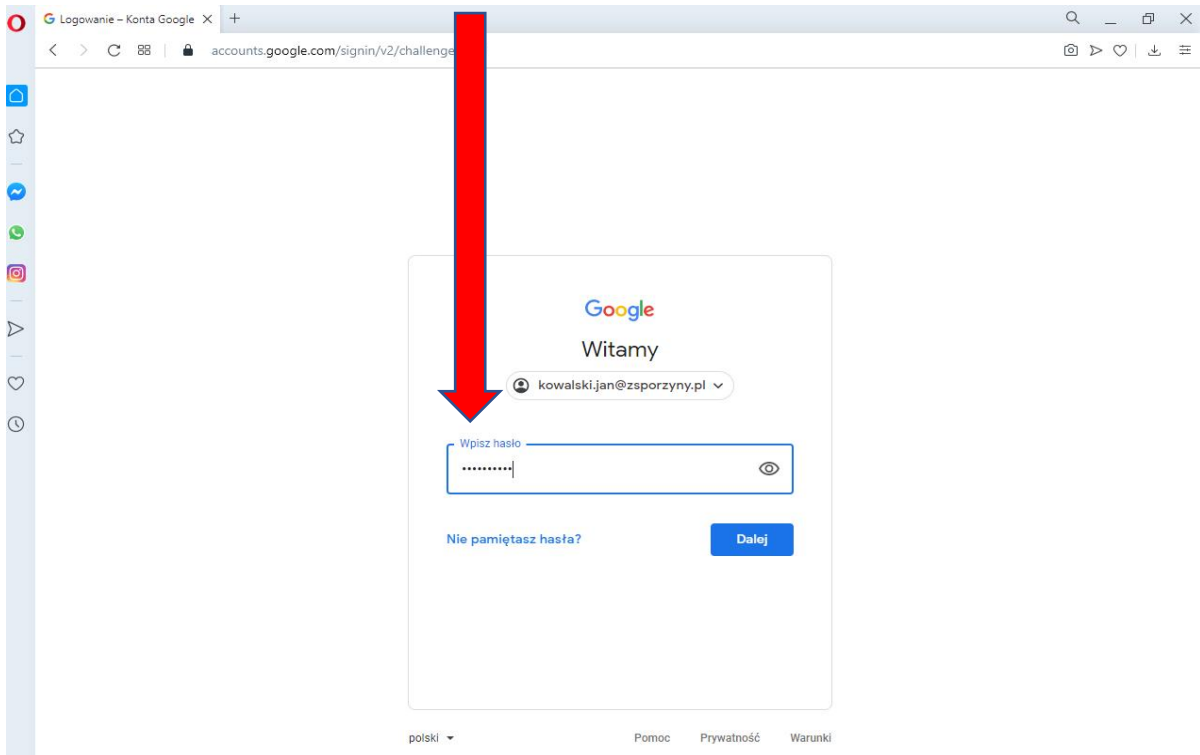 Logowanie – Konta Google
accounts.google.com/signin/v2/challenge
Google
Witamy
kowalski.jan@zsporzyny.pl
Wpisz hasło
••••••••••
Nie pamiętasz hasła?
Dalej
polski
Pomoc Prywatność Warunki